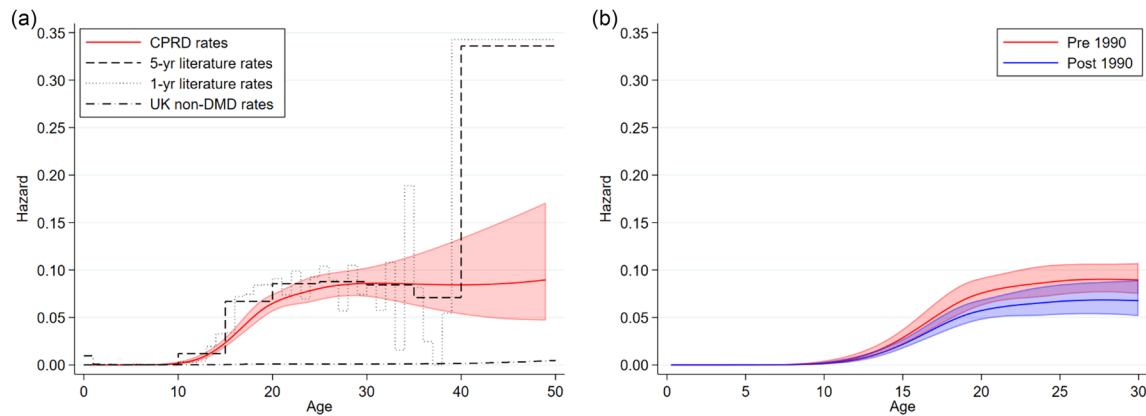 (a)
0.35
0.30
0.25
0.20
0.15
0.10
0.05
0.00
Hazard
CPRD rates
5-yr literature rates
1-yr literature rates
UK non-DMD rates
0 10 20 30 40 50
Age
(b)
0.35
0.30
0.25
0.20
0.15
0.10
0.05
0.00
Hazard
Pre 1990
Post 1990
0 5 10 15 20 25 30
Age